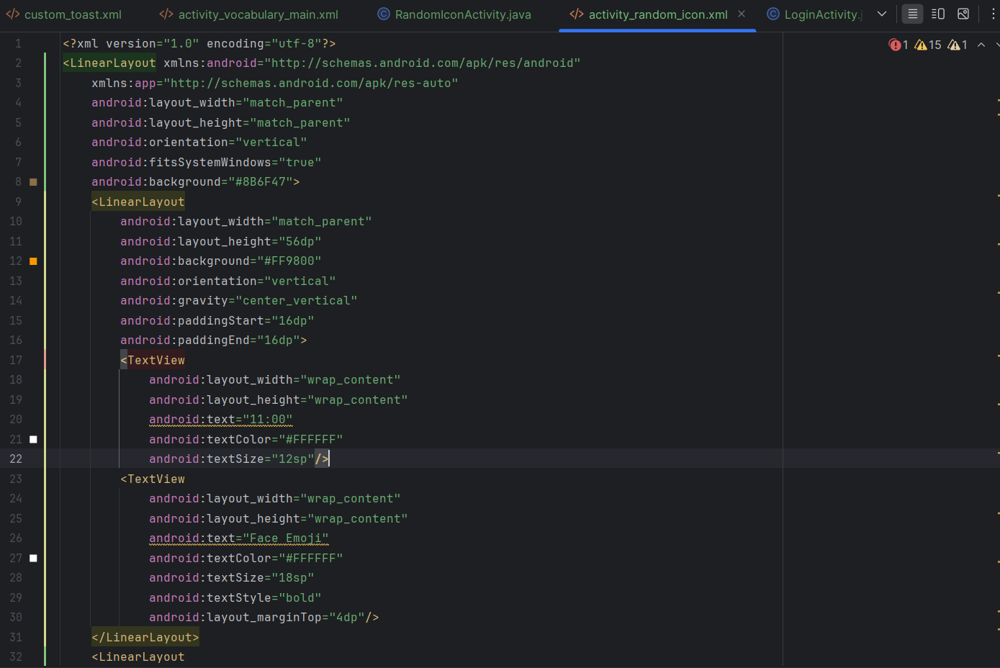 custom_toast.xml activity_vocabulary_main.xml RandomIconActivity.java activity_random_icon.xml LoginActivity.
1 <?xml version="1.0" encoding="utf-8"?> 1 15 1
2 <LinearLayout xmlns:android="http://schemas.android.com/apk/res/android"
3 xmlns:app="http://schemas.android.com/apk/res-auto"
4 android:layout_width="match_parent"
5 android:layout_height="match_parent"
6 android:orientation="vertical"
7 android:fitsSystemWindows="true"
8 android:background="#8B6F47">
9 <LinearLayout
10 android:layout_width="match_parent"
11 android:layout_height="56dp"
12 android:background="#FF9800"
13 android:orientation="vertical"
14 android:gravity="center_vertical"
15 android:paddingStart="16dp"
16 android:paddingEnd="16dp">
17 <TextView
18 android:layout_width="wrap_content"
19 android:layout_height="wrap_content"
20 android:text="11:00"
21 android:textColor="#FFFFFF"
22 android:textSize="12sp"/>
23 <TextView
24 android:layout_width="wrap_content"
25 android:layout_height="wrap_content"
26 android:text="Face Emoji"
27 android:textColor="#FFFFFF"
28 android:textSize="18sp"
29 android:textStyle="bold"
30 android:layout_marginTop="4dp"/>
31 </LinearLayout>
32 <LinearLayout